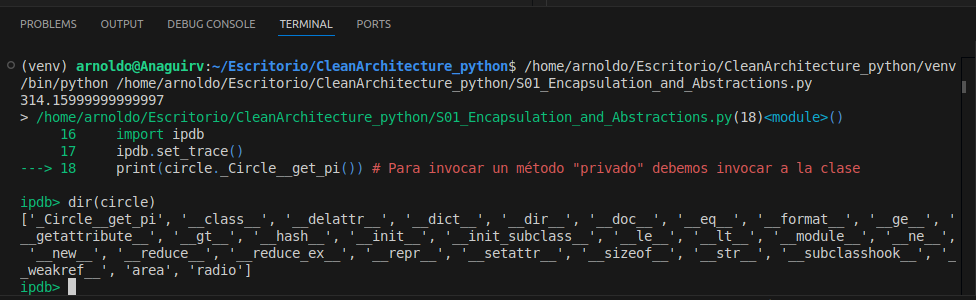 PROBLEMS OUTPUT DEBUG CONSOLE TERMINAL PORTS
(venv) arnoldo@Anaguirv:~/Escritorio/CleanArchitecture_python$ /home/arnoldo/Escritorio/CleanArchitecture_python/venv
/bin/python /home/arnoldo/Escritorio/CleanArchitecture_python/S01_Encapsulation_and_Abstractions.py
314.15999999999997
> /home/arnoldo/Escritorio/CleanArchitecture_python/S01_Encapsulation_and_Abstractions.py(18)<module>()
16 import ipdb
17 ipdb.set_trace()
---> 18 print(circle._Circle__get_pi()) # Para invocar un método "privado" debemos invocar a la clase
ipdb> dir(circle)
['_Circle__get_pi', '__class__', '__delattr__', '__dict__', '__dir__', '__doc__', '__eq__', '__format__', '__ge__', '
__getattribute__', '__gt__', '__hash__', '__init__', '__init_subclass__', '__le__', '__lt__', '__module__', '__ne__',
'__new__', '__reduce__', '__reduce_ex__', '__repr__', '__setattr__', '__sizeof__', '__str__', '__subclasshook__', '_
_weakref__', 'area', 'radio']
ipdb>